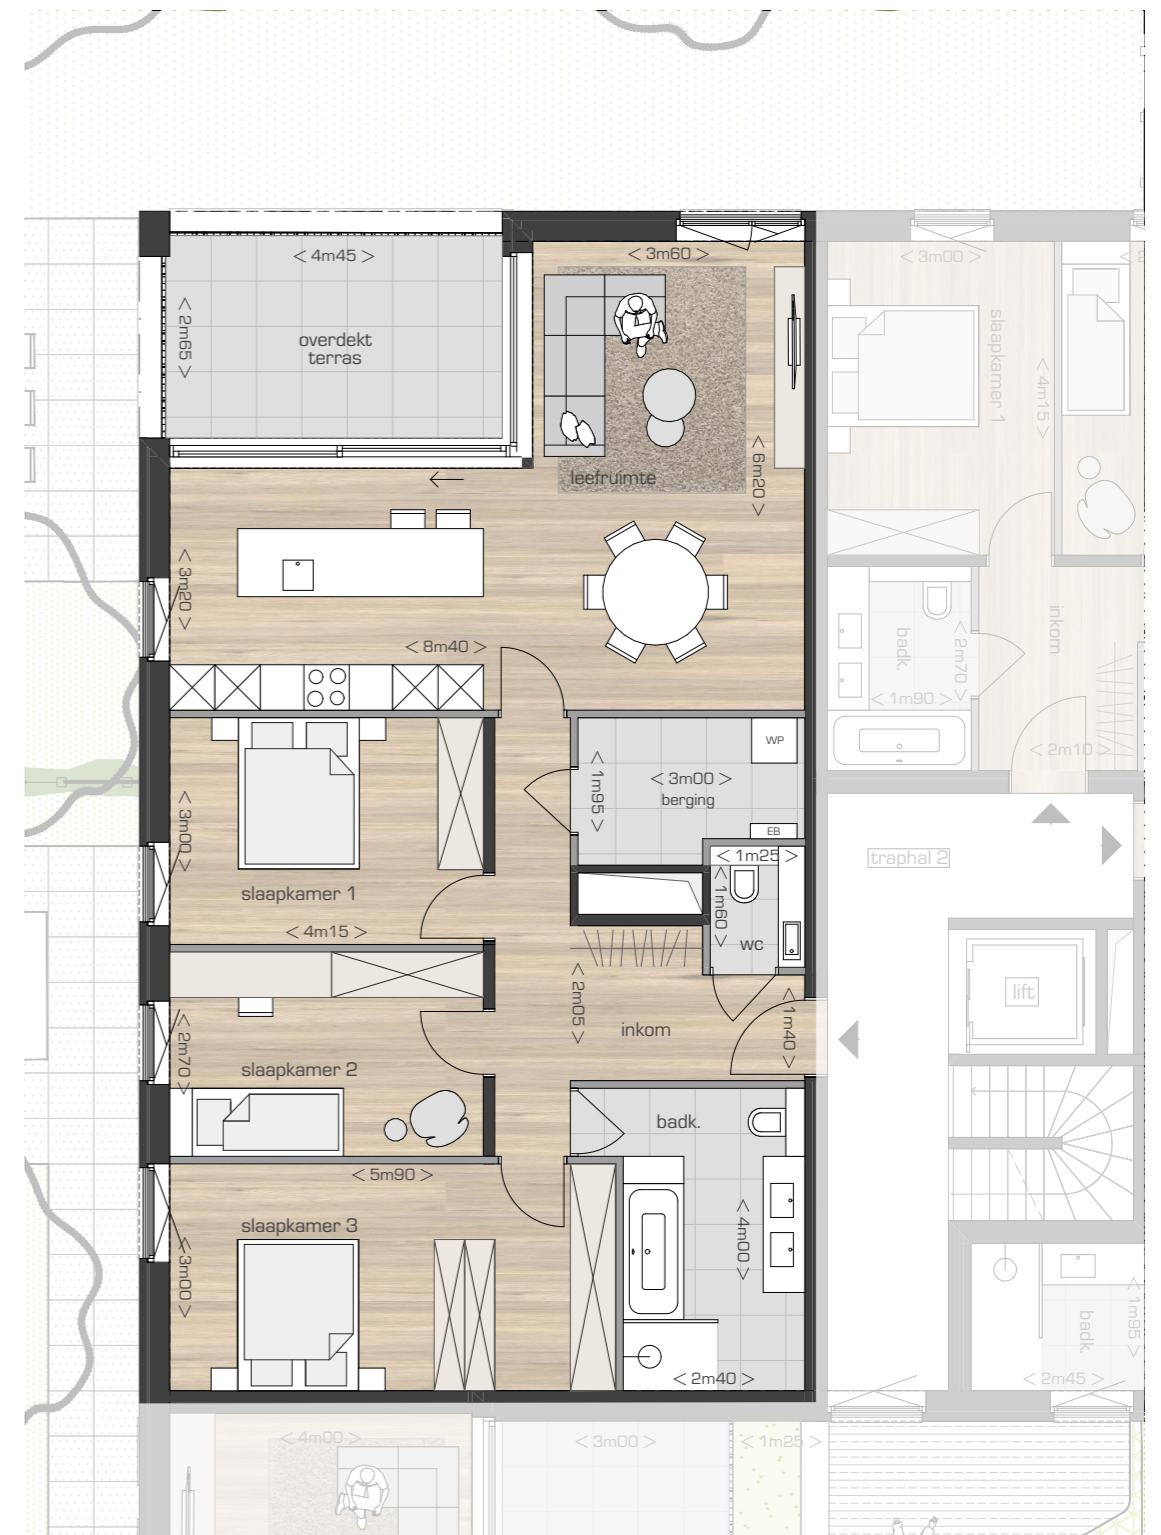 < 4m45 >
< 3m60 >
< 3m00 >
< 2m65 >
overdekt
terras
slaapkamer 1
< 4m15 >
leefruimte
< 6m20 >
< 3m20 >
< 8m40 >
inkom
badk.
< 2m70 >
< 1m90 >
< 2m10 >
WP
< 3m00 >
berging
< 1m95 >
EB
< 3m00 >
slaapkamer 1
< 4m15 >
< 1m25 >
< 1m60 >
wc
traphal 2
lift
< 2m05 >
inkom
< 1m40 >
< 2m70 >
slaapkamer 2
badk.
< 5m90 >
slaapkamer 3
< 3m00 >
< 4m00 >
< 2m40 >
badk.
< 1m95 >
< 2m45 >
< 4m00 >
< 3m00 >
< 1m25 >